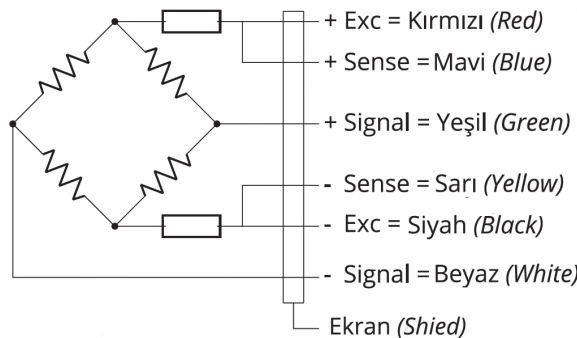 + Exc = Kırmızı (Red)
+ Sense = Mavi (Blue)
+ Signal = Yeşil (Green)
- Sense = Sarı (Yellow)
- Exc = Siyah (Black)
- Signal = Beyaz (White)
Ekran (Shied)